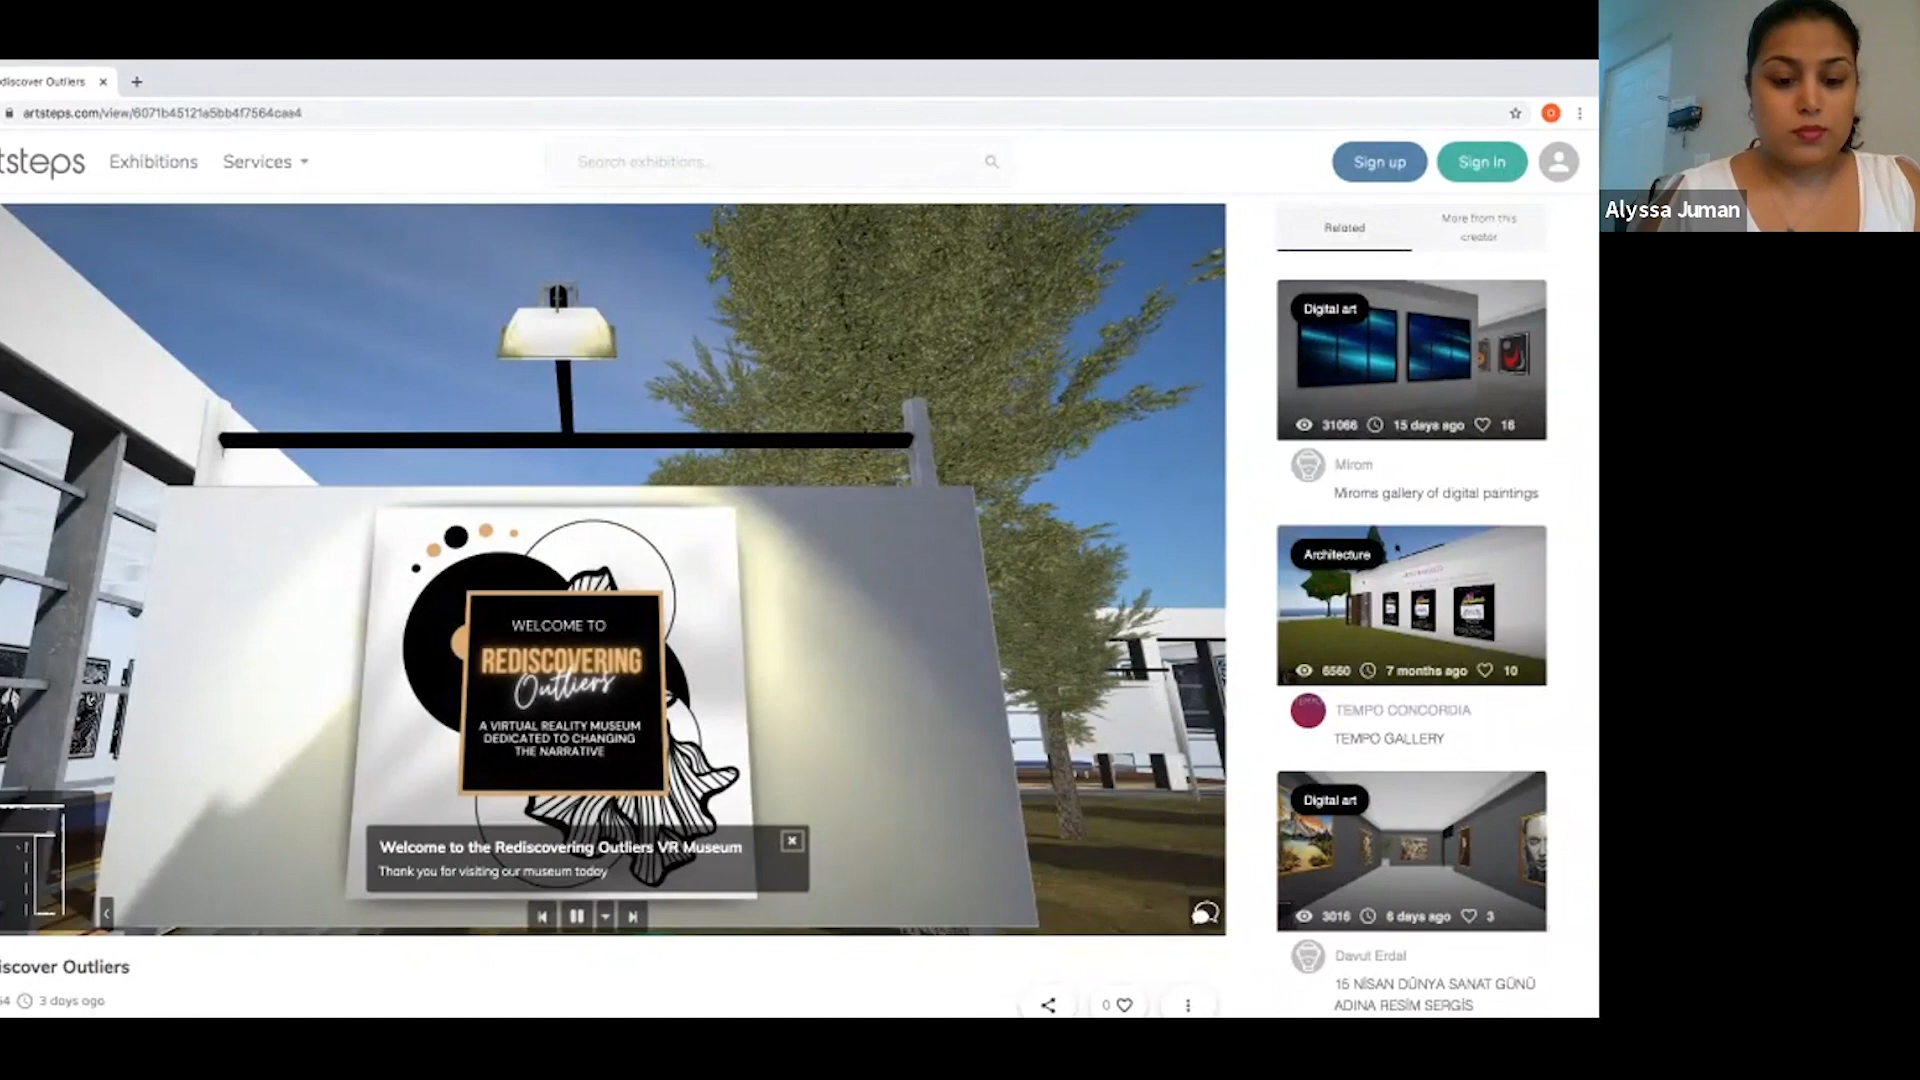 discover Outliers
artsteps.com/view/6071b45121a5bb4f7564caa4
tsteps
Exhibitions
Services
Search exhibitions..
Sign up
Sign in
Alyssa Juman
Related
More from this
creator
Digital art
31066
15 days ago
16
Mirom
Miroms gallery of digital paintings
Architecture
6560
7 months ago
10
TEMPO CONCORDIA
TEMPO GALLERY
Digital art
3016
6 days ago
3
Davut Erdal
15 NİSAN DÜNYA SANAT GÜNÜ
ADINA RESİM SERGİS
WELCOME TO
REDISCOVERING
Outliers
A VIRTUAL REALITY MUSEUM
DEDICATED TO CHANGING
THE NARRATIVE
Welcome to the Rediscovering Outliers VR Museum
Thank you for visiting our museum today
iscover Outliers
54
3 days ago
0